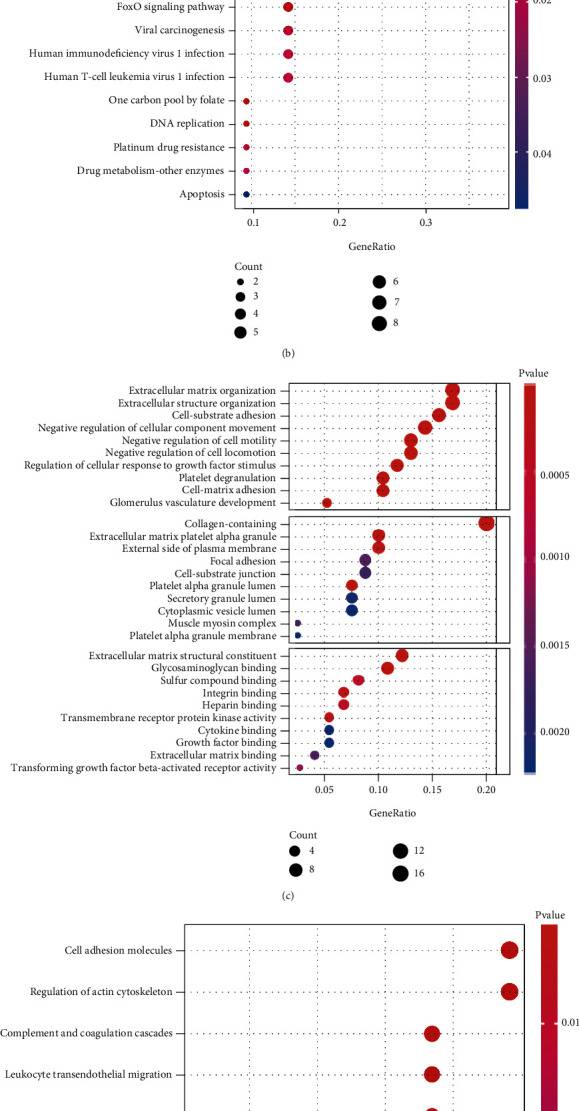 0.02
FoxO signaling pathway
Viral carcinogenesis
Human immunodeficiency virus 1 infection
Human T-cell leukemia virus 1 infection
0.03
One carbon pool by folate
DNA replication
Platinum drug resistance
0.04
Drug metabolism-other enzymes
Apoptosis
0.1 0.2 0.3
GeneRatio
Count
2 6
3 7
4 8
5
(b)
Pvalue
Extracellular matrix organization
Extracellular structure organization
Cell-substrate adhesion
Negative regulation of cellular component movement
Negative regulation of cell motility
Negative regulation of cell locomotion
Regulation of cellular response to growth factor stimulus
Platelet degranulation
Cell-matrix adhesion
Glomerulus vasculature development
Collagen-containing
Extracellular matrix platelet alpha granule
External side of plasma membrane
Focal adhesion
Cell-substrate junction
Platelet alpha granule lumen
Secretory granule lumen
Cytoplasmic vesicle lumen
Muscle myosin complex
Platelet alpha granule membrane
Extracellular matrix structural constituent
Glycosaminoglycan binding
Sulfur compound binding
Integrin binding
Heparin binding
Transmembrane receptor protein kinase activity
Cytokine binding
Growth factor binding
Extracellular matrix binding
Transforming growth factor beta-activated receptor activity
0.0005
0.0010
0.0015
0.0020
0.05 0.10 0.15 0.20
GeneRatio
Count
4 12
8 16
(c)
Pvalue
Cell adhesion molecules
Regulation of actin cytoskeleton
0.01
Complement and coagulation cascades
Leukocyte transendothelial migration